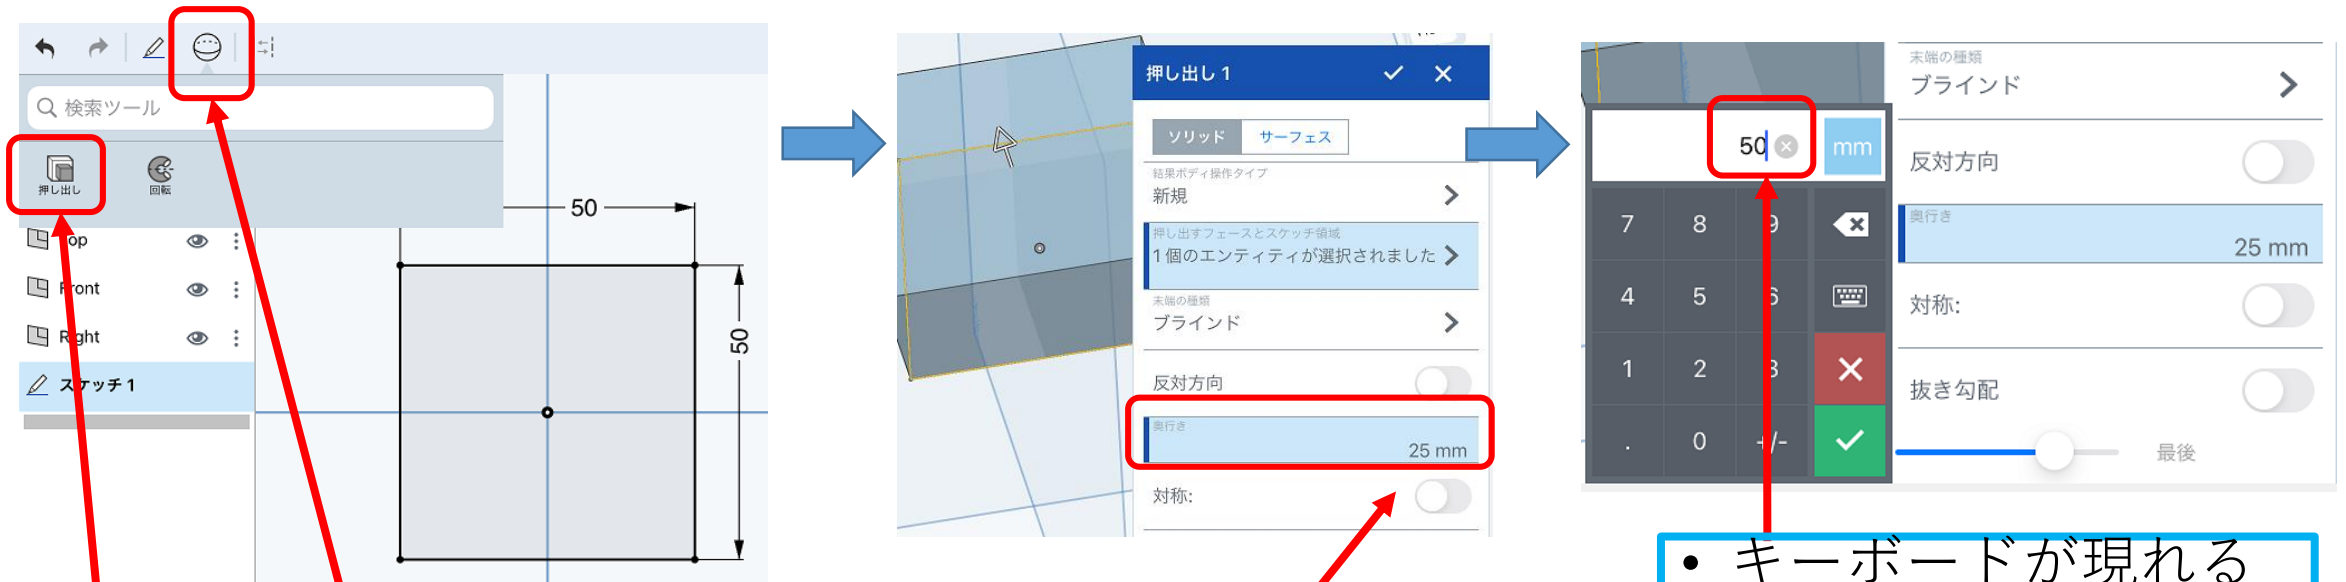 検索ツール
押し出し
回転
Front
Right
スケッチ 1
50
50
押し出し 1
ソリッド
サーフェス
結果ボディ操作タイプ
新規
押し出すフェースとスケッチ領域
1個のエンティティが選択されました
末端の種類
ブラインド
反対方向
奥行き
25 mm
対称:
50
mm
7 8 9
4 5 6
1 2 3
. 0 +/-
末端の種類
ブラインド
反対方向
奥行き
25 mm
対称:
抜き勾配
最後
• キーボードが現れる